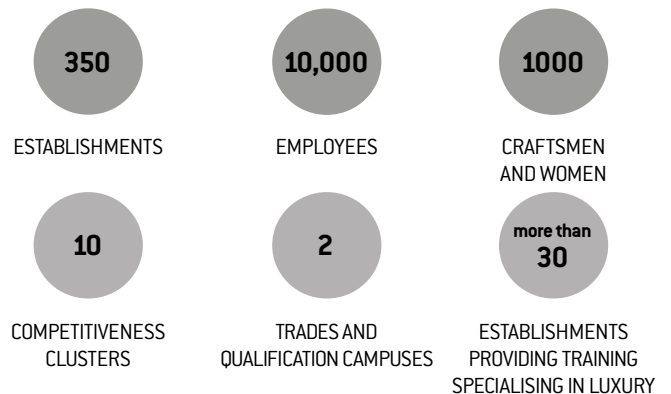 350
ESTABLISHMENTS
10,000
EMPLOYEES
1000
CRAFTSMEN
AND WOMEN
10
COMPETITIVENESS
CLUSTERS
2
TRADES AND
QUALIFICATION CAMPUSES
more than
30
ESTABLISHMENTS
PROVIDING TRAINING
SPECIALISING IN LUXURY